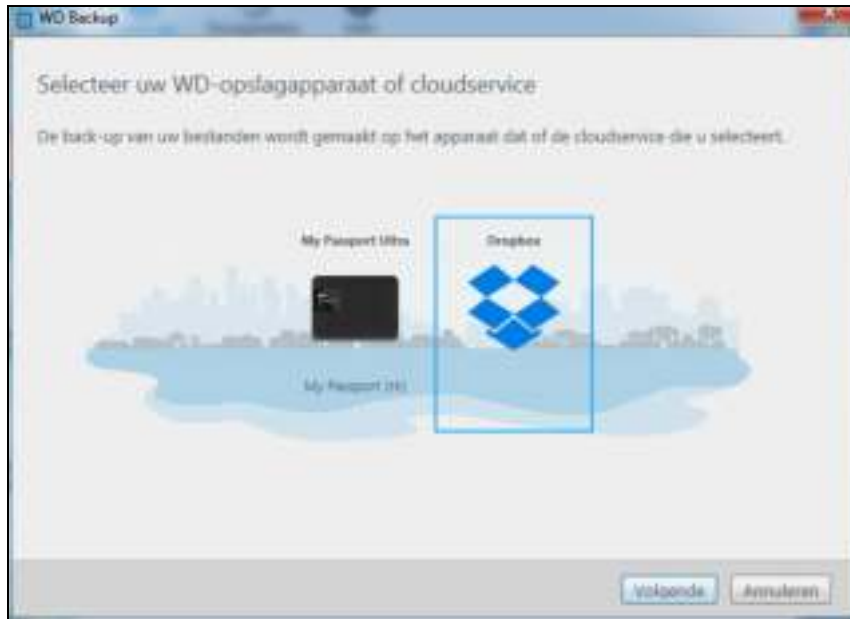 WD Backup
Selecteer uw WD-opslagapparaat of cloudservice
De back-up van uw bestanden wordt gemaakt op het apparaat dat of de cloudservice die u selecteert.
My Passport Ultra
Dropbox
My Passport
Volgende
Annuleren